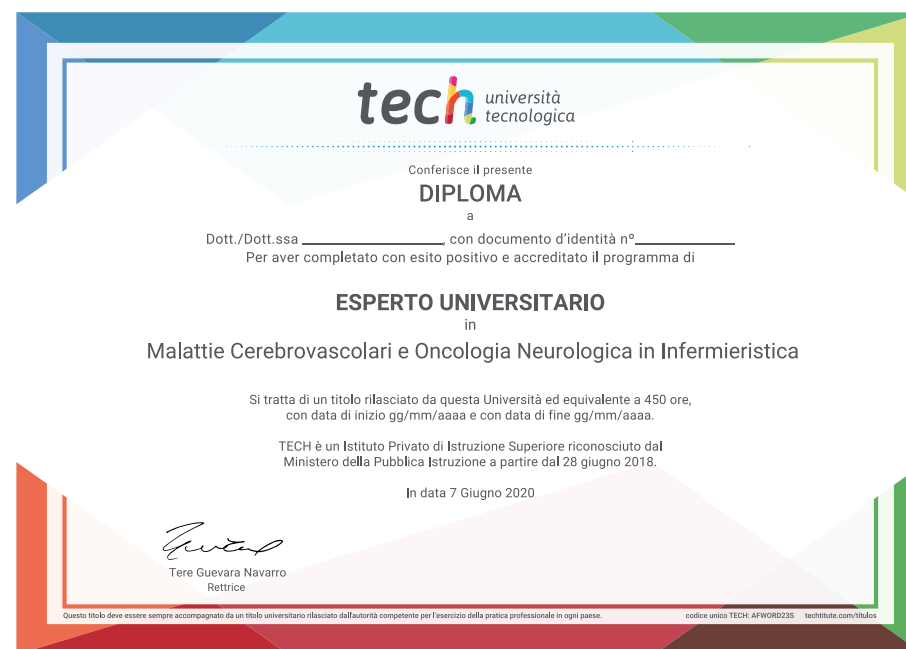 tech università
tecnologica
Conferisce il presente
DIPLOMA
a
Dott./Dott.ssa ____________________, con documento d'identità nº______________
Per aver completato con esito positivo e accreditato il programma di
ESPERTO UNIVERSITARIO
in
Malattie Cerebrovascolari e Oncologia Neurologica in Infermieristica
Si tratta di un titolo rilasciato da questa Università ed equivalente a 450 ore,
con data di inizio gg/mm/aaaa e con data di fine gg/mm/aaaa.
TECH è un Istituto Privato di Istruzione Superiore riconosciuto dal
Ministero della Pubblica Istruzione a partire dal 28 giugno 2018.
In data 7 Giugno 2020
Tere Guevara Navarro
Rettrice
Questo titolo deve essere sempre accompagnato da un titolo universitario rilasciato dall'autorità competente per l'esercizio della pratica professionale in ogni paese. codice unico TECH: AFWORD23S techtitute.com/titulos